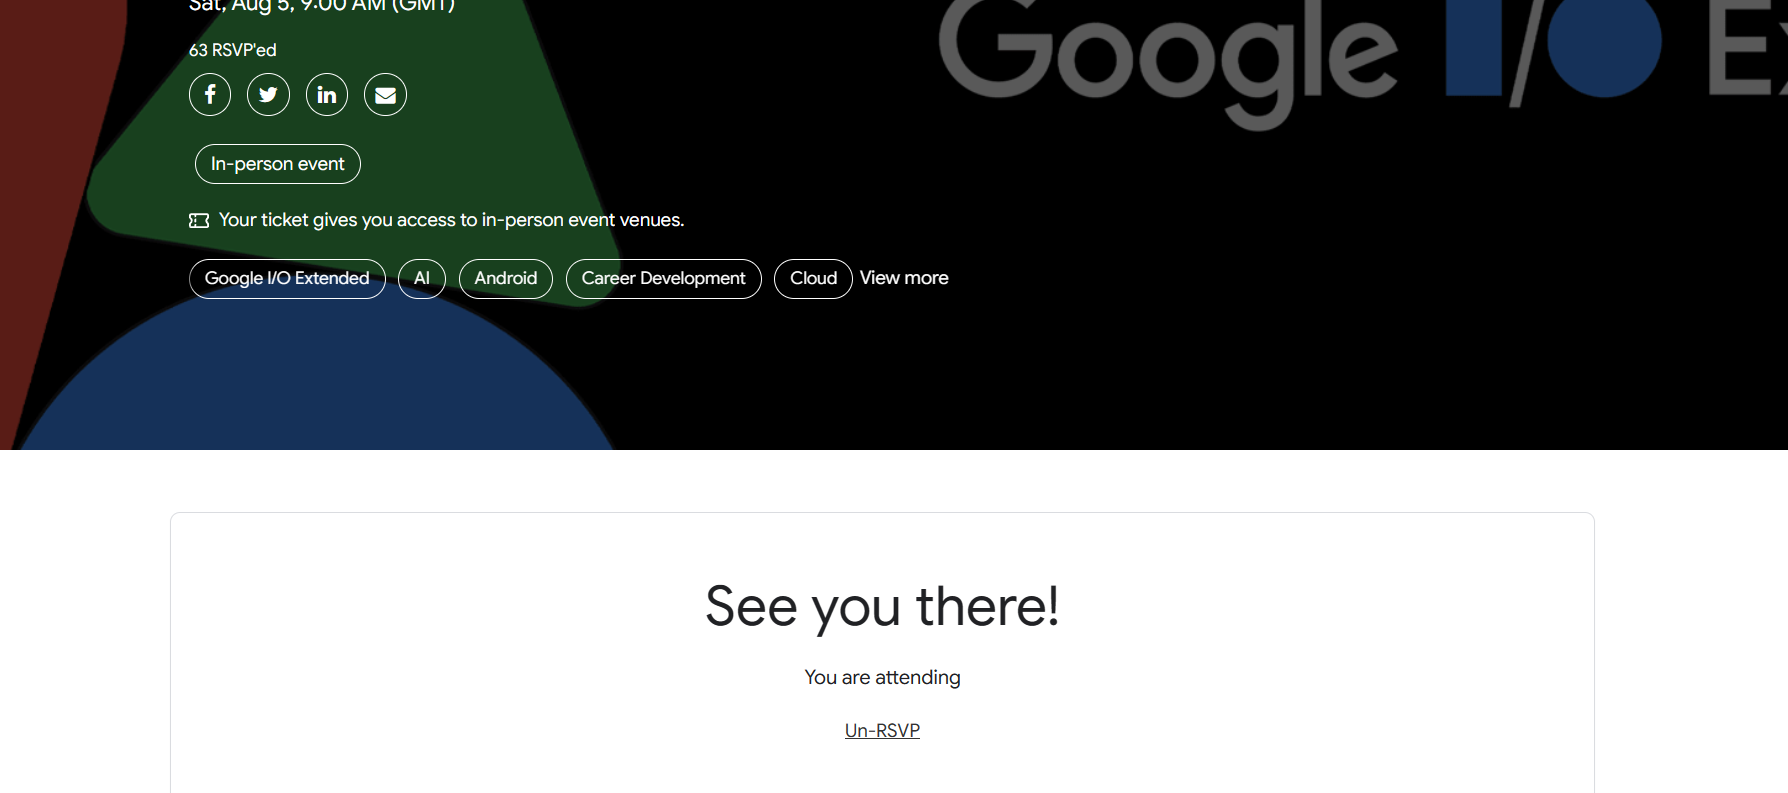 Sat, Aug 5, 9:00 AM (GMT)
Google I/O Ex
63 RSVP'ed
In-person event
Your ticket gives you access to in-person event venues.
Google I/O Extended AI Android Career Development Cloud View more
See you there!
You are attending
Un-RSVP